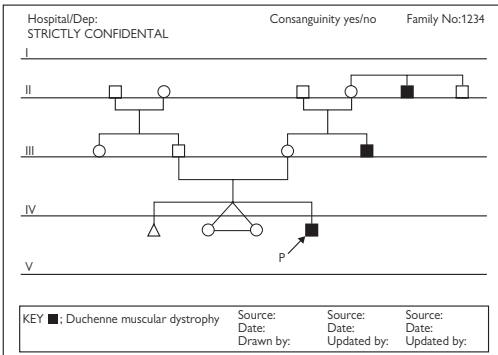 Hospital/Dep: Consanguinity yes/no Family No:1234
STRICTLY CONFIDENTAL
I
II
III
IV
P
V
KEY ■; Duchenne muscular dystrophy
Source: Source: Source:
Date: Date: Date:
Drawn by: Updated by: Updated by: